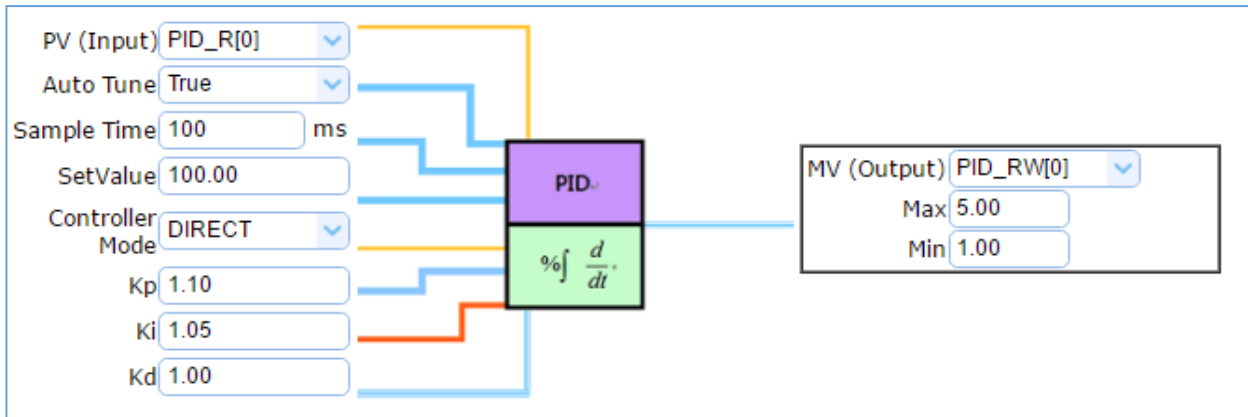 PV (Input) PID_R[0]
Auto Tune True
Sample Time 100 ms
SetValue 100.00
Controller
Mode DIRECT
Kp 1.10
Ki 1.05
Kd 1.00
PID
%∫ d/dt
MV (Output) PID_RW[0]
Max 5.00
Min 1.00